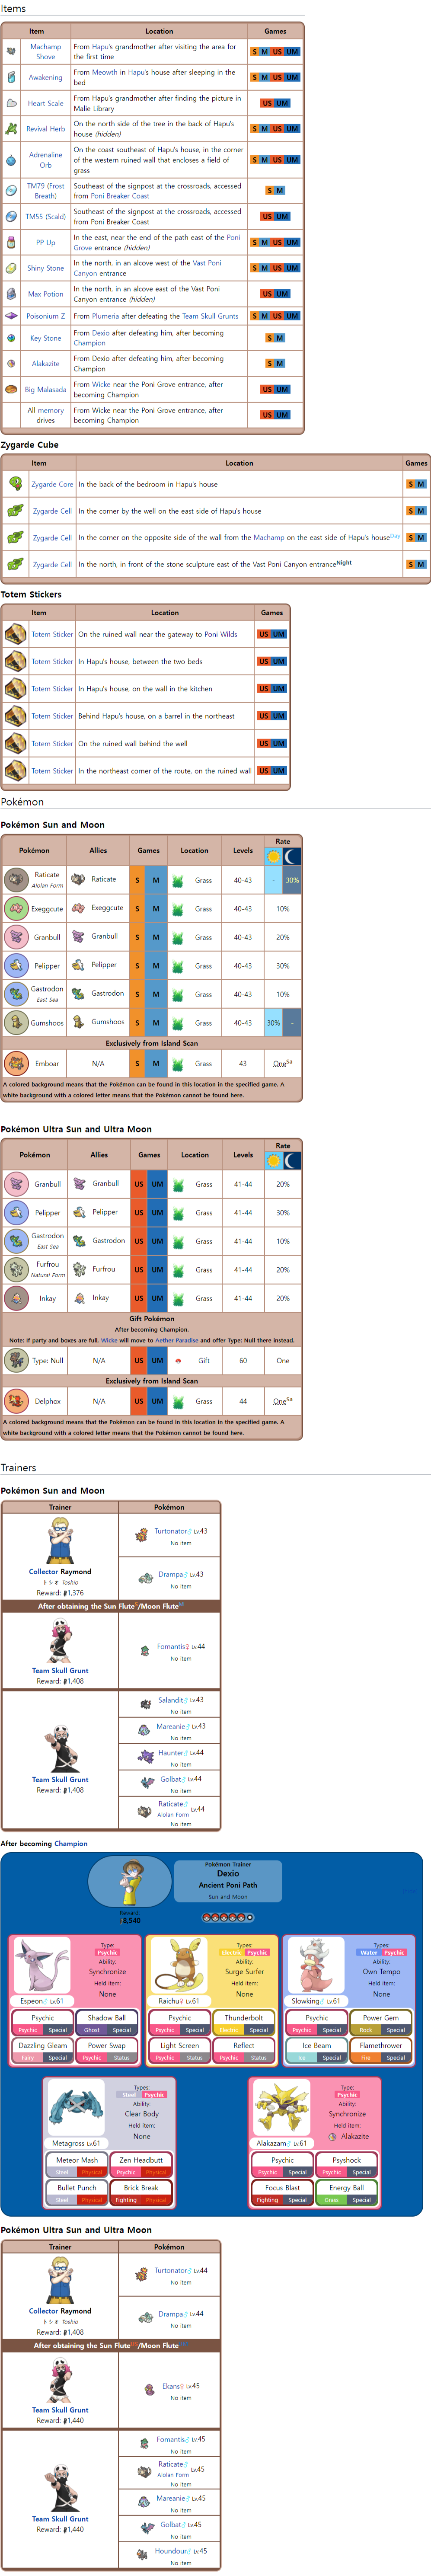 Items
Item Location Games
Machamp Shove From Hapu's grandmother after visiting the area for the first time S M US UM
Awakening From Meowth in Hapu's house after sleeping in the bed S M US UM
Heart Scale From Hapu's grandmother after finding the picture in Malie Library US UM
Revival Herb On the north side of the tree in the back of Hapu's house (hidden) S M US UM
Adrenaline Orb On the coast southeast of Hapu's house, in the corner of the western ruined wall that encloses a field of grass S M US UM
TM79 (Frost Breath) Southeast of the signpost at the crossroads, accessed from Poni Breaker Coast S M
TM55 (Scald) Southeast of the signpost at the crossroads, accessed from Poni Breaker Coast US UM
PP Up In the east, near the end of the path east of the Poni Grove entrance (hidden) S M US UM
Shiny Stone In the north, in an alcove west of the Vast Poni Canyon entrance S M US UM
Max Potion In the north, in an alcove east of the Vast Poni Canyon entrance (hidden) US UM
Poisonium Z From Plumeria after defeating the Team Skull Grunts S M US UM
Key Stone From Dexio after defeating him, after becoming Champion S M
Alakazite From Dexio after defeating him, after becoming Champion S M
Big Malasada From Wicke near the Poni Grove entrance, after becoming Champion US UM
All memory drives From Wicke near the Poni Grove entrance, after becoming Champion US UM
Zygarde Cube
Item Location Games
Zygarde Core In the back of the bedroom in Hapu's house S M
Zygarde Cell In the corner by the well on the east side of Hapu's house S M
Zygarde Cell In the corner on the opposite side of the wall from the Machamp on the east side of Hapu's house Day S M
Zygarde Cell In the north, in front of the stone sculpture east of the Vast Poni Canyon entrance Night S M
Totem Stickers
Item Location Games
Totem Sticker On the ruined wall near the gateway to Poni Wilds US UM
Totem Sticker In Hapu's house, between the two beds US UM
Totem Sticker In Hapu's house, on the wall in the kitchen US UM
Totem Sticker Behind Hapu's house, on a barrel in the northeast US UM
Totem Sticker On the ruined wall behind the well US UM
Totem Sticker In the northeast corner of the route, on the ruined wall US UM
Pokémon
Pokémon Sun and Moon
Pokémon Allies Games Location Levels Rate
Raticate Alolan Form Raticate S M Grass 40-43 - 30%
Exeggcute Exeggcute S M Grass 40-43 10%
Granbull Granbull S M Grass 40-43 20%
Pelipper Pelipper S M Grass 40-43 30%
Gastrodon East Sea Gastrodon S M Grass 40-43 10%
Gumshoos Gumshoos S M Grass 40-43 30% -
Exclusively from Island Scan
Emboar N/A S M Grass 43 One Sa
A colored background means that the Pokémon can be found in this location in the specified game. A
white background with a colored letter means that the Pokémon cannot be found here.
Pokémon Ultra Sun and Ultra Moon
Pokémon Allies Games Location Levels Rate
Granbull Granbull US UM Grass 41-44 20%
Pelipper Pelipper US UM Grass 41-44 30%
Gastrodon East Sea Gastrodon US UM Grass 41-44 10%
Furfrou Natural Form Furfrou US UM Grass 41-44 20%
Inkay Inkay US UM Grass 41-44 20%
Gift Pokémon
After becoming Champion.
Note: If party and boxes are full, Wicke will move to Aether Paradise and offer Type: Null there instead.
Type: Null N/A US UM Gift 60 One
Exclusively from Island Scan
Delphox N/A US UM Grass 44 One Sa
A colored background means that the Pokémon can be found in this location in the specified game. A
white background with a colored letter means that the Pokémon cannot be found here.
Trainers
Pokémon Sun and Moon
Trainer Pokémon
Collector Raymond
トシオ Toshio
Reward: 1,376
Turtonator♂ Lv.43
No item
Drampa♂ Lv.43
No item
After obtaining the Sun Flute S/Moon Flute M
Team Skull Grunt
Reward: 1,408
Fomantis♀ Lv.44
No item
Team Skull Grunt
Reward: 1,408
Salandit♂ Lv.43
No item
Mareanie♂ Lv.43
No item
Haunter♂ Lv.44
No item
Golbat♂ Lv.44
No item
Raticate♂ Lv.44
Alolan Form
No item
After becoming Champion
Pokémon Trainer
Dexio
Ancient Poni Path
Sun and Moon
Reward:
8,540
Type:
Psychic
Ability:
Synchronize
Held item:
None
Espeon♂ Lv.61
Psychic Shadow Ball
Psychic Special Ghost Special
Dazzling Gleam Power Swap
Fairy Special Psychic Status
Types:
Electric Psychic
Ability:
Surge Surfer
Held item:
None
Raichu♀ Lv.61
Psychic Thunderbolt
Psychic Special Electric Special
Light Screen Reflect
Psychic Status Psychic Status
Types:
Water Psychic
Ability:
Own Tempo
Held item:
None
Slowking♂ Lv.61
Psychic Power Gem
Psychic Special Rock Special
Ice Beam Flamethrower
Ice Special Fire Special
Types:
Steel Psychic
Ability:
Clear Body
Held item:
None
Metagross Lv.61
Meteor Mash Zen Headbutt
Steel Physical Psychic Physical
Bullet Punch Brick Break
Steel Physical Fighting Physical
Type:
Psychic
Ability:
Synchronize
Held item:
Alakazite
Alakazam♂ Lv.61
Psychic Psyshock
Psychic Special Psychic Special
Focus Blast Energy Ball
Fighting Special Grass Special
Pokémon Ultra Sun and Ultra Moon
Trainer Pokémon
Collector Raymond
トシオ Toshio
Reward: 1,408
Turtonator♂ Lv.44
No item
Drampa♂ Lv.44
No item
After obtaining the Sun Flute US/Moon Flute UM
Team Skull Grunt
Reward: 1,440
Ekans♀ Lv.45
No item
Team Skull Grunt
Reward: 1,440
Fomantis♂ Lv.45
No item
Raticate♂ Lv.45
Alolan Form
No item
Mareanie♂ Lv.45
No item
Golbat♂ Lv.45
No item
Houndour♂ Lv.45
No item